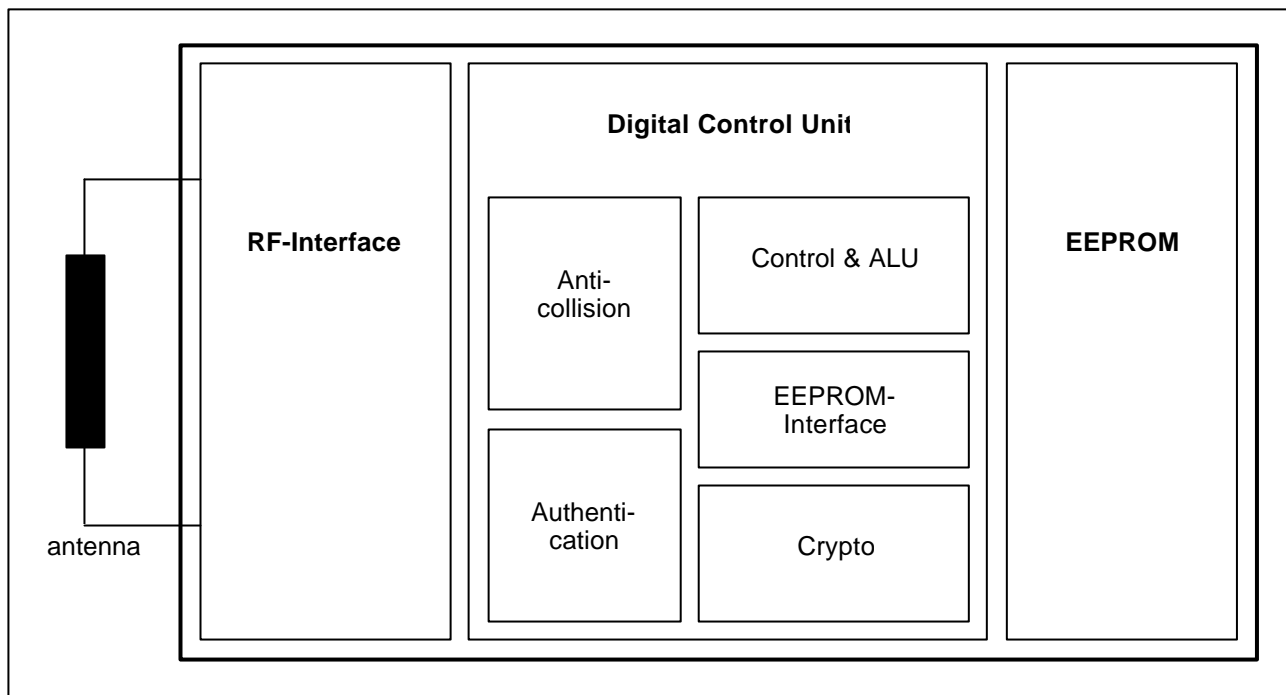 Digital Control Unit
RF-Interface
EEPROM
Anti-
collision
Control & ALU
EEPROM-
Interface
Authenti-
cation
Crypto
antenna